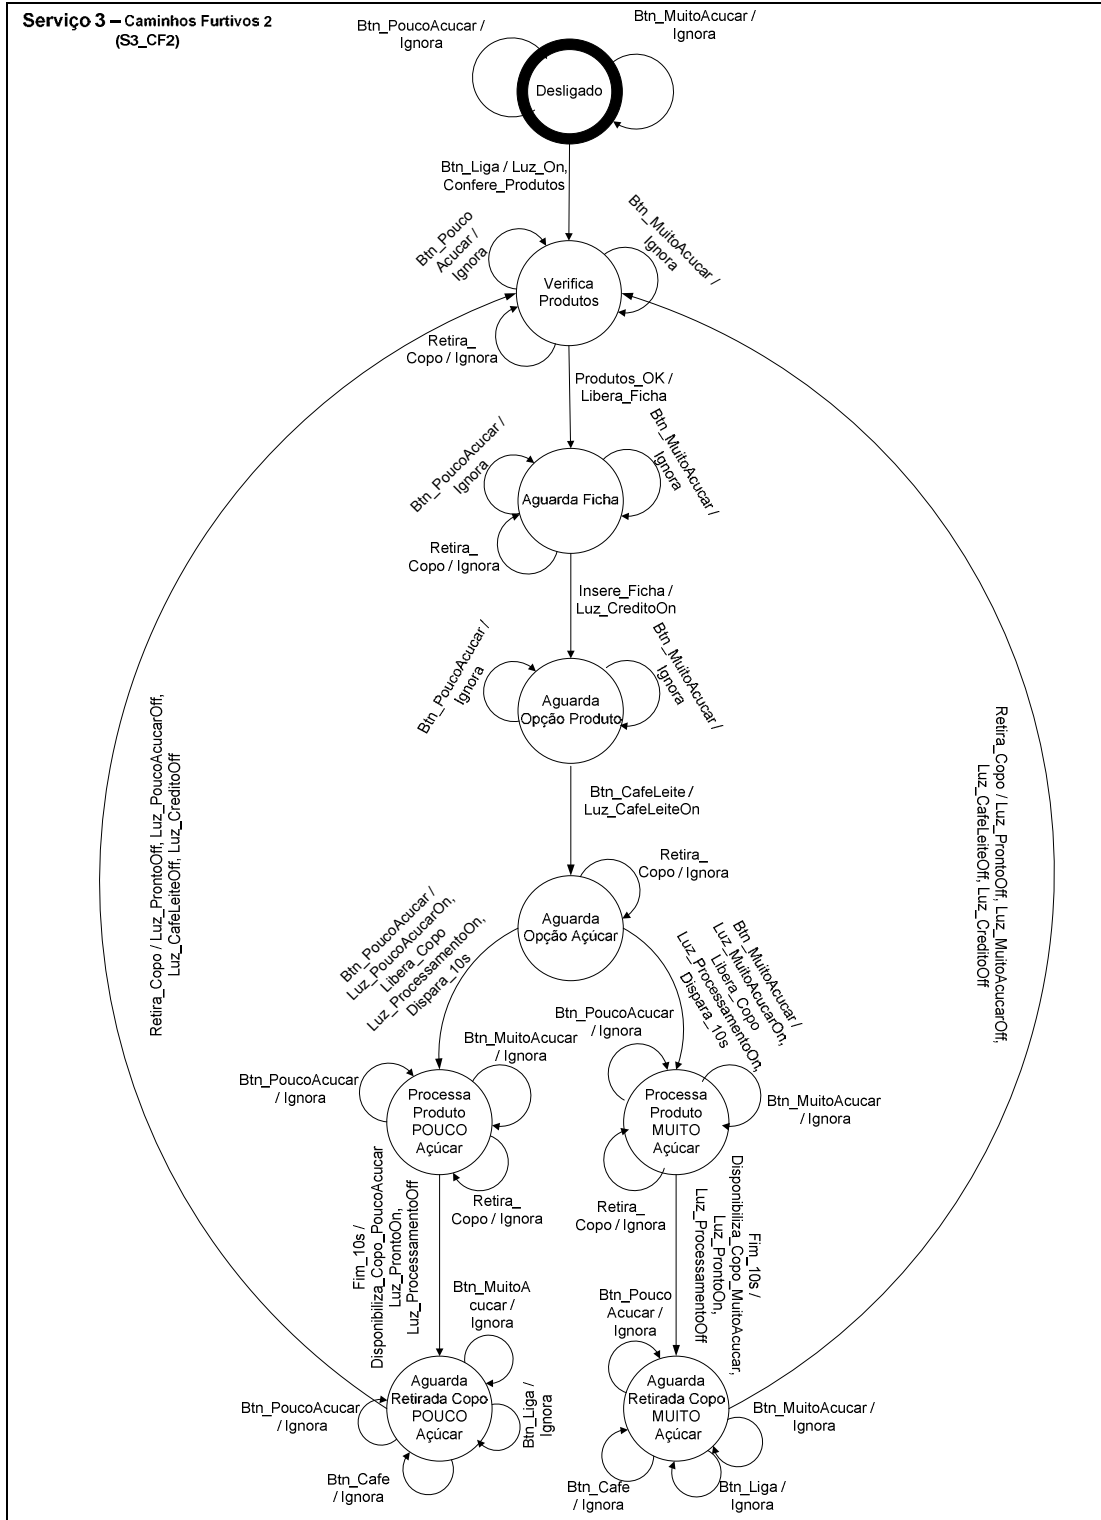 Serviço 3 – Caminhos Furtivos 2
(S3_CF2)
Btn_PoucoAcucar /
Ignora
Btn_MuitoAcucar /
Ignora
Desligado
Btn_Liga / Luz_On,
Confere_Produtos
Btn_Pouco
Acucar /
Ignora
Btn_MuitoAcucar /
Ignora
Verifica
Produtos
Retira_
Copo / Ignora
Produtos_OK /
Libera_Ficha
Btn_PoucoAcucar /
Ignora
Btn_MuitoAcucar /
Ignora
Aguarda Ficha
Retira_
Copo / Ignora
Insere_Ficha /
Luz_CreditoOn
Btn_PoucoAcucar /
Ignora
Btn_MuitoAcucar /
Ignora
Aguarda
Opção Produto
Retira_Copo / Luz_ProntoOff, Luz_PoucoAcucarOff,
Luz_CafeLeiteOff, Luz_CreditoOff
Retira_Copo / Luz_ProntoOff, Luz_MuitoAcucarOff,
Luz_CafeLeiteOff, Luz_CreditoOff
Btn_CafeLeite /
Luz_CafeLeiteOn
Retira_
Copo / Ignora
Aguarda
Opção Açúcar
Btn_PoucoAcucar /
Luz_PoucoAcucarOn,
Libera_Copo
Luz_ProcessamentoOn,
Dispara_10s
Btn_MuitoAcucar /
Luz_MuitoAcucarOn,
Libera_Copo
Luz_ProcessamentoOn,
Dispara_10s
Btn_MuitoAcucar
/ Ignora
Btn_PoucoAcucar
/ Ignora
Btn_PoucoAcucar
/ Ignora
Processa
Produto
POUCO
Açúcar
Processa
Produto
MUITO
Açúcar
Btn_MuitoAcucar
/ Ignora
Retira_
Copo / Ignora
Retira_
Copo / Ignora
Fim_10s /
Disponibiliza_Copo_PoucoAcucar
Luz_ProntoOn,
Luz_ProcessamentoOff
Fim_10s /
Disponibiliza_Copo_MuitoAcucar,
Luz_ProntoOn,
Luz_ProcessamentoOff
Btn_MuitoA
cucar /
Ignora
Btn_Pouco
Acucar /
Ignora
Aguarda
Retirada Copo
POUCO
Açúcar
Aguarda
Retirada Copo
MUITO
Açúcar
Btn_PoucoAcucar
/ Ignora
Btn_Liga /
Ignora
Btn_MuitoAcucar /
Ignora
Btn_Cafe
/ Ignora
Btn_Cafe
/ Ignora
Btn_Liga /
Ignora